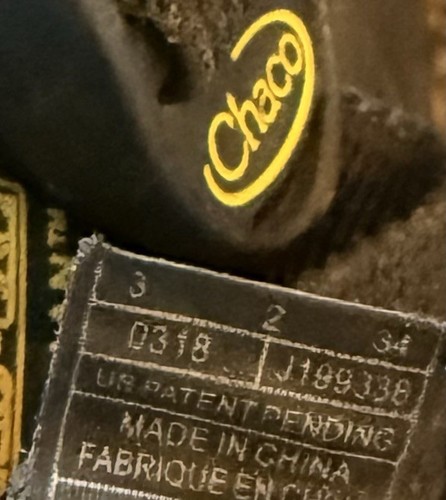 Chaco
3 2 34
0318 J189338
US PATENT PENDING
MADE IN CHINA
FABRIQUE EN